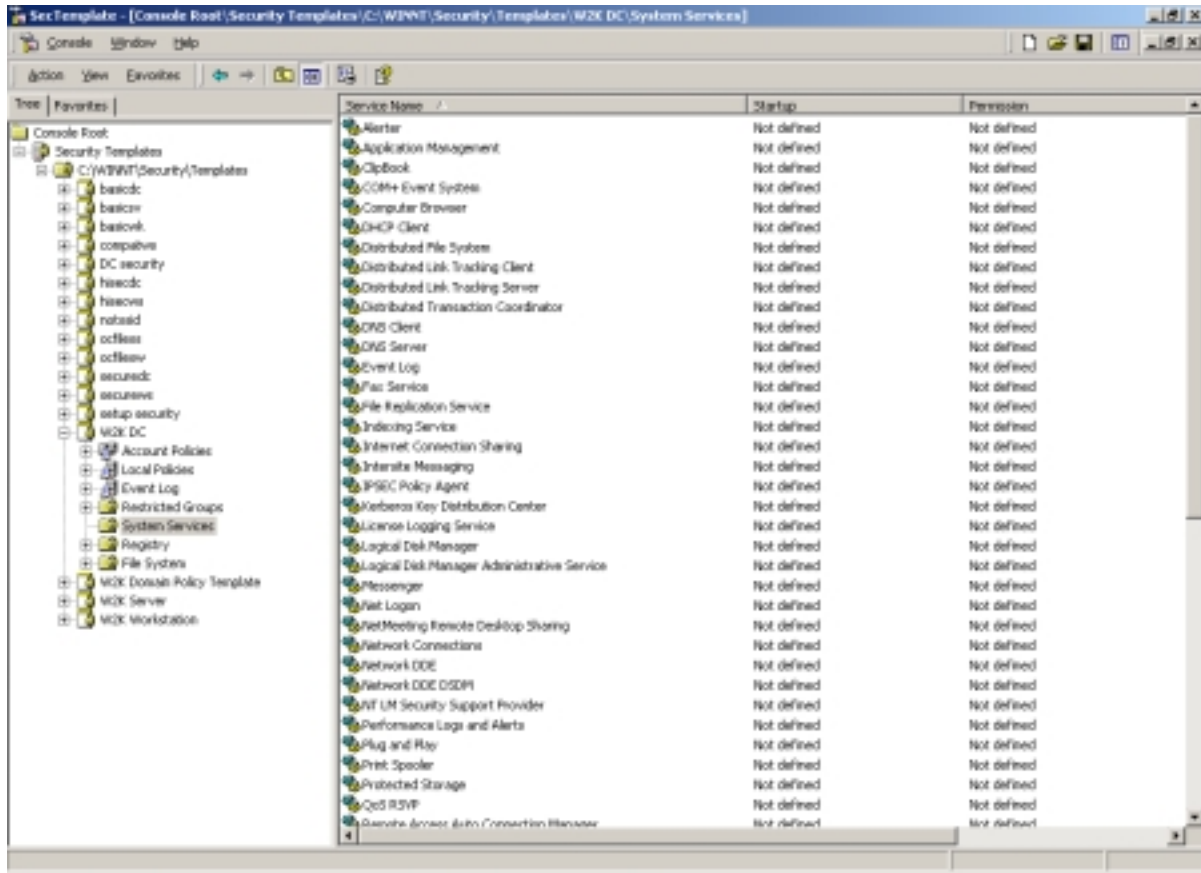 SecTemplate - [Console Root\Security Templates\C:\WINNT\Security\Templates\W2K DC\System Services]
Console Window Help
Action View Favorites
Tree Favorites
Console Root
Security Templates
C:\WINNT\Security\Templates
basicdc
basicsv
basicwk
compatws
DC security
hisecdc
hisecws
notssid
ocfiless
ocfilesw
securedc
securews
setup security
W2K DC
Account Policies
Local Policies
Event Log
Restricted Groups
System Services
Registry
File System
W2K Domain Policy Template
W2K Server
W2K Workstation
Service Name Startup Permission
Alerter Not defined Not defined
Application Management Not defined Not defined
ClipBook Not defined Not defined
COM+ Event System Not defined Not defined
Computer Browser Not defined Not defined
DHCP Client Not defined Not defined
Distributed File System Not defined Not defined
Distributed Link Tracking Client Not defined Not defined
Distributed Link Tracking Server Not defined Not defined
Distributed Transaction Coordinator Not defined Not defined
DNS Client Not defined Not defined
DNS Server Not defined Not defined
Event Log Not defined Not defined
Fax Service Not defined Not defined
File Replication Service Not defined Not defined
Indexing Service Not defined Not defined
Internet Connection Sharing Not defined Not defined
Intersite Messaging Not defined Not defined
IPSEC Policy Agent Not defined Not defined
Kerberos Key Distribution Center Not defined Not defined
License Logging Service Not defined Not defined
Logical Disk Manager Not defined Not defined
Logical Disk Manager Administrative Service Not defined Not defined
Messenger Not defined Not defined
Net Logon Not defined Not defined
NetMeeting Remote Desktop Sharing Not defined Not defined
Network Connections Not defined Not defined
Network DDE Not defined Not defined
Network DDE DSDM Not defined Not defined
NT LM Security Support Provider Not defined Not defined
Performance Logs and Alerts Not defined Not defined
Plug and Play Not defined Not defined
Print Spooler Not defined Not defined
Protected Storage Not defined Not defined
QoS RSVP Not defined Not defined
Remote Access Auto Connection Manager Not defined Not defined